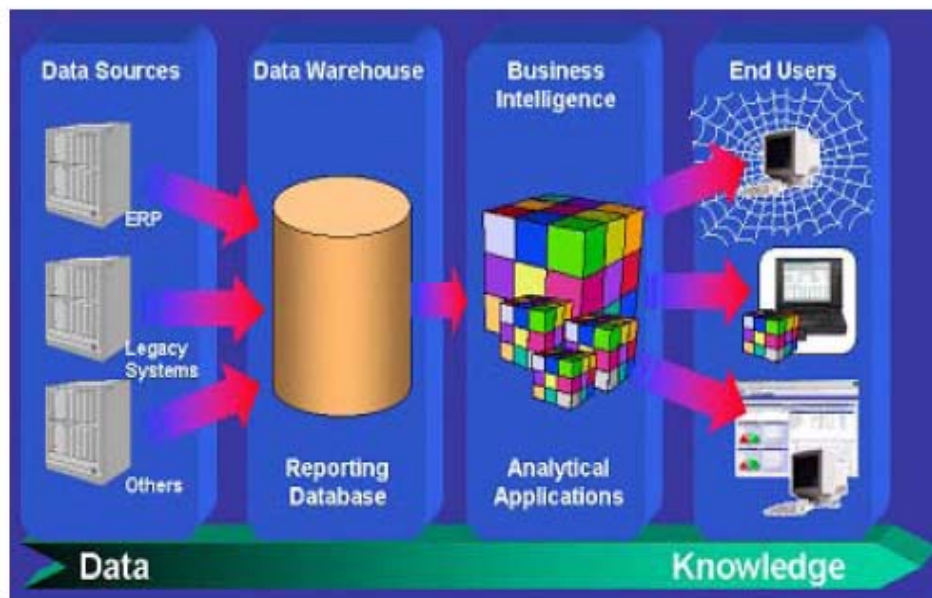 Data Sources
Data Warehouse
Business
Intelligence
End Users
ERP
Legacy
Systems
Others
Reporting
Database
Analytical
Applications
Data
Knowledge